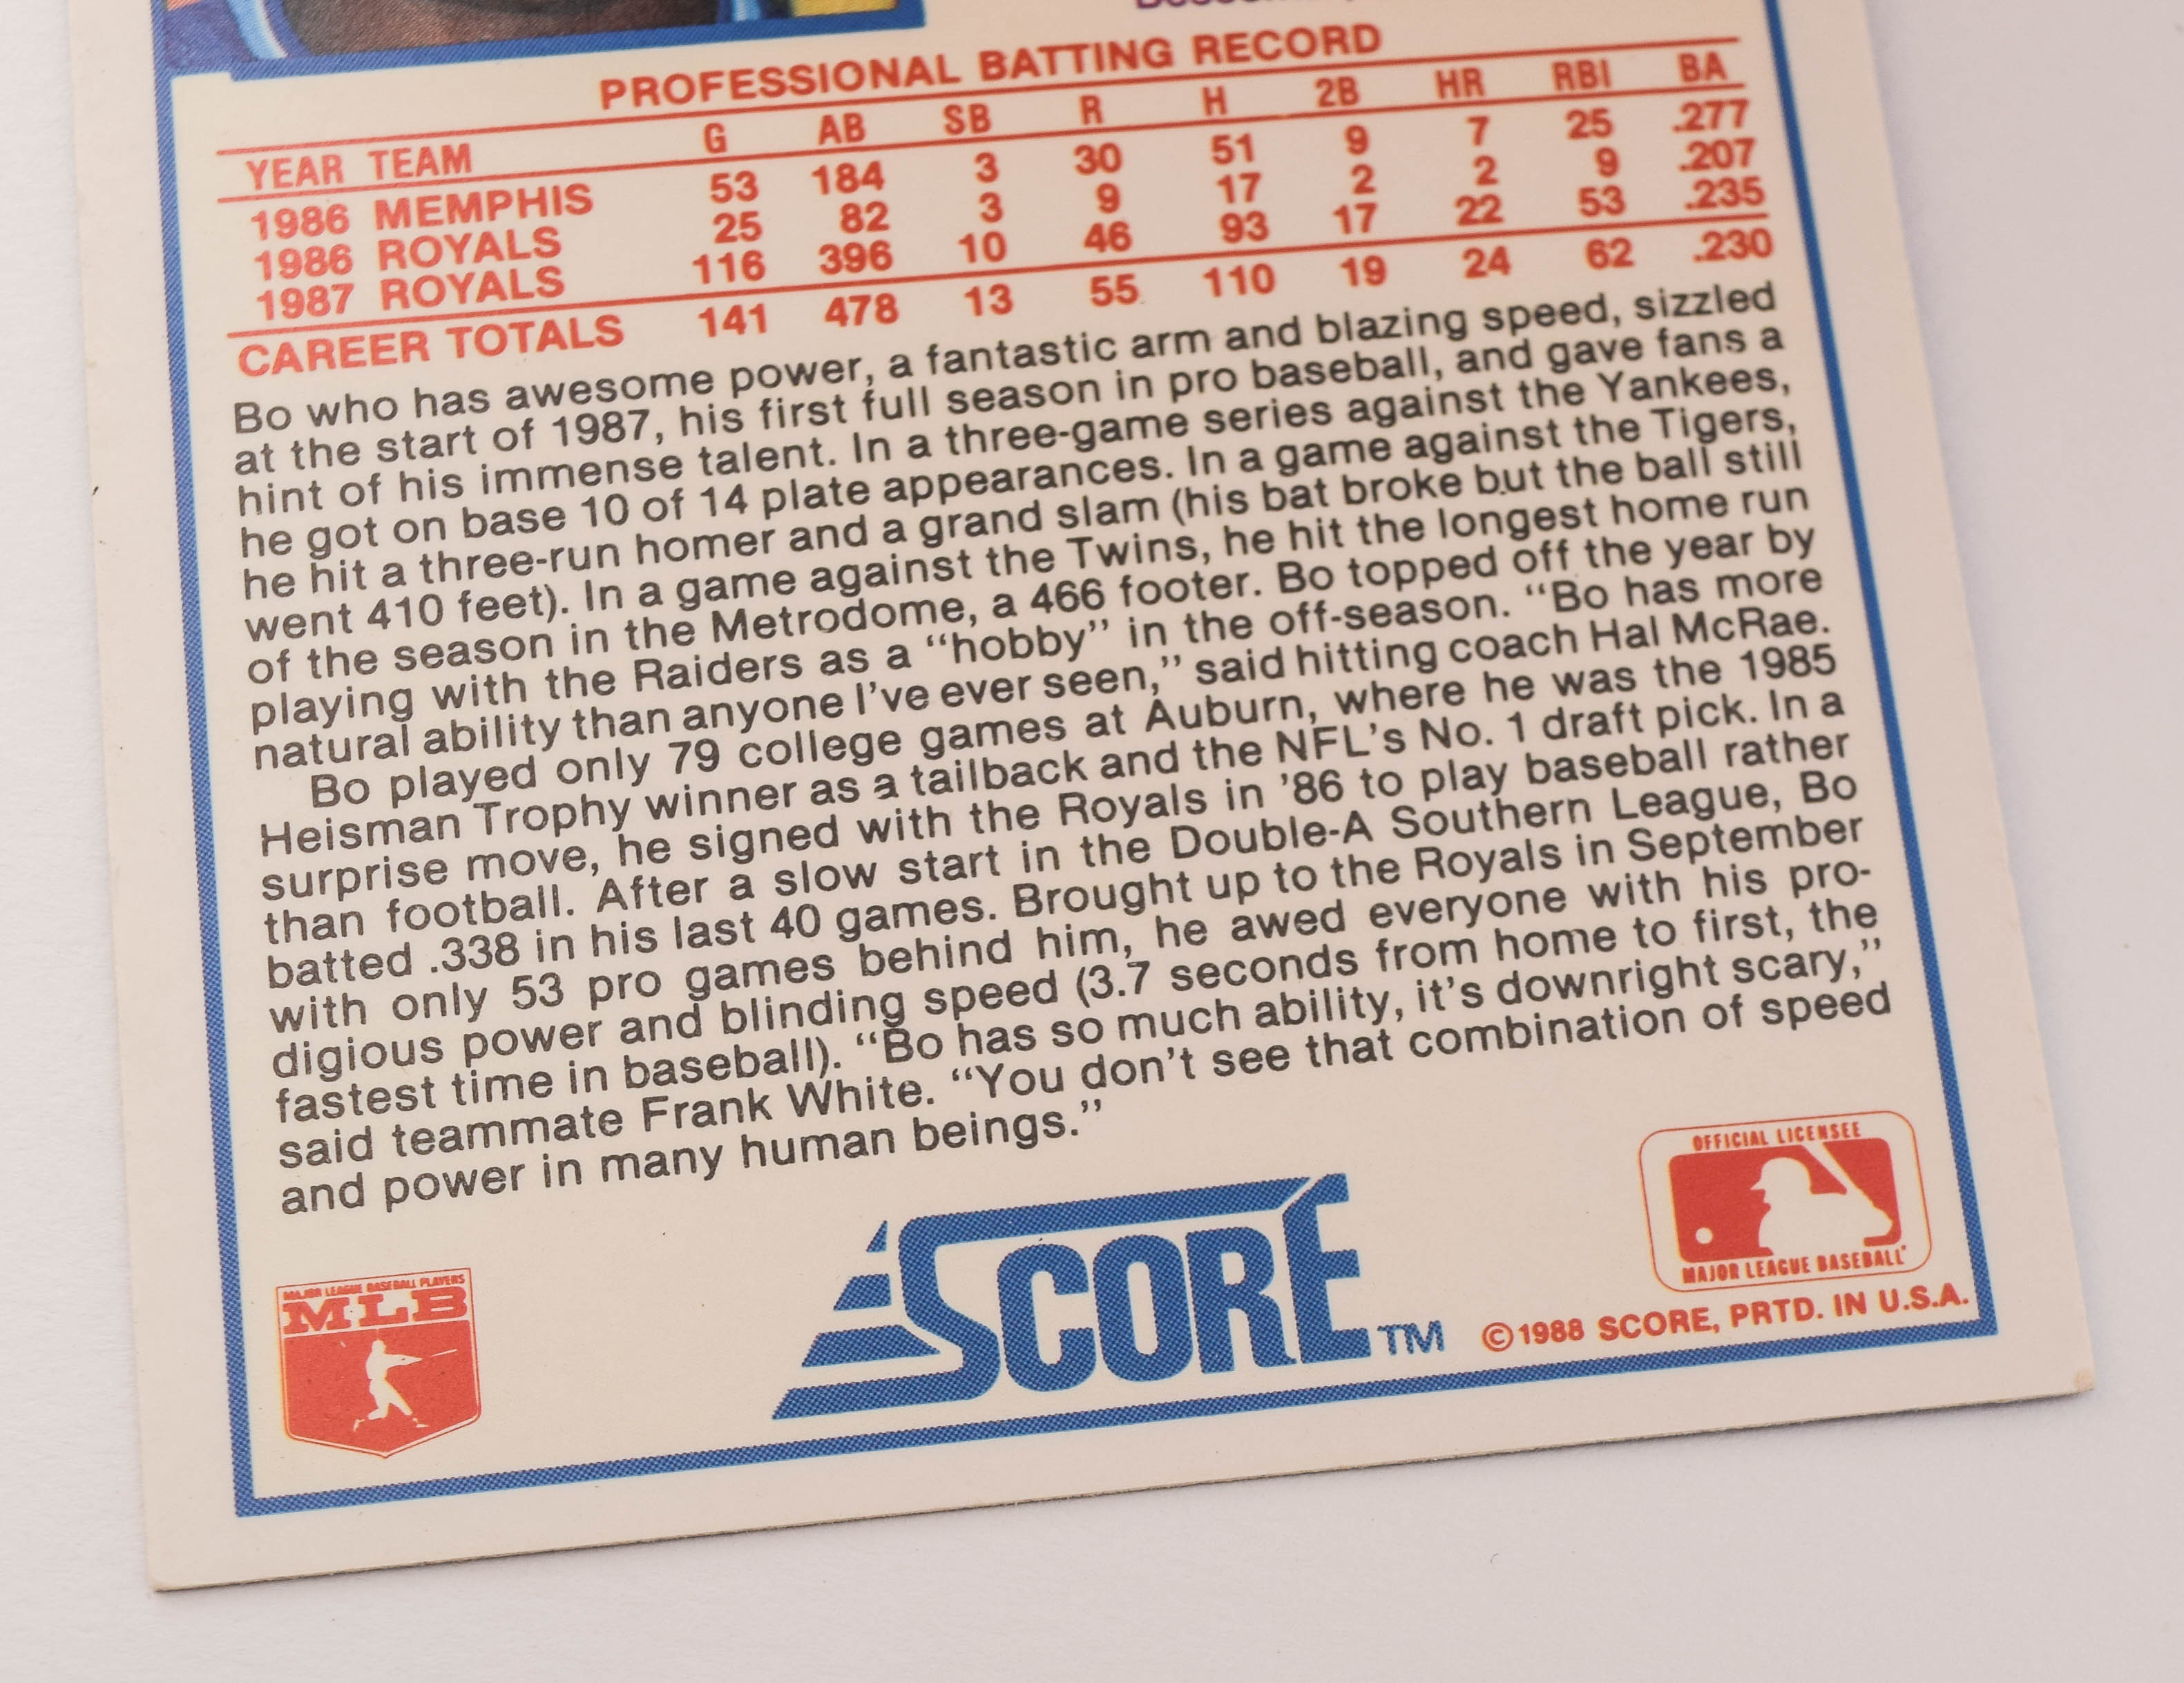 PROFESSIONAL BATTING RECORD
YEAR TEAM G AB SB R H 2B HR RBI BA
1986 MEMPHIS 53 184 3 30 51 9 7 25 .277
1986 ROYALS 25 82 3 9 17 2 2 9 .207
1987 ROYALS 116 396 10 46 93 17 22 53 .235
CAREER TOTALS 141 478 13 55 110 19 24 62 .230
Bo who has awesome power, a fantastic arm and blazing speed, sizzled
at the start of 1987, his first full season in pro baseball, and gave fans a
hint of his immense talent. In a three-game series against the Yankees,
he got on base 10 of 14 plate appearances. In a game against the Tigers,
he hit a three-run homer and a grand slam (his bat broke but the ball still
went 410 feet). In a game against the Twins, he hit the longest home run
of the season in the Metrodome, a 466 footer. Bo topped off the year by
playing with the Raiders as a "hobby" in the off-season. "Bo has more
natural ability than anyone I've ever seen," said hitting coach Hal McRae.
Bo played only 79 college games at Auburn, where he was the 1985
Heisman Trophy winner as a tailback and the NFL's No. 1 draft pick. In a
surprise move, he signed with the Royals in '86 to play baseball rather
than football. After a slow start in the Double-A Southern League, Bo
batted .338 in his last 40 games. Brought up to the Royals in September
with only 53 pro games behind him, he awed everyone with his pro-
digious power and blinding speed (3.7 seconds from home to first, the
fastest time in baseball). "Bo has so much ability, it's downright scary,"
said teammate Frank White. "You don't see that combination of speed
and power in many human beings."
MAJOR LEAGUE BASEBALL PLAYERS
MLB
SCORE TM
OFFICIAL LICENSEE
MAJOR LEAGUE BASEBALL
©1988 SCORE, PRTD. IN U.S.A.